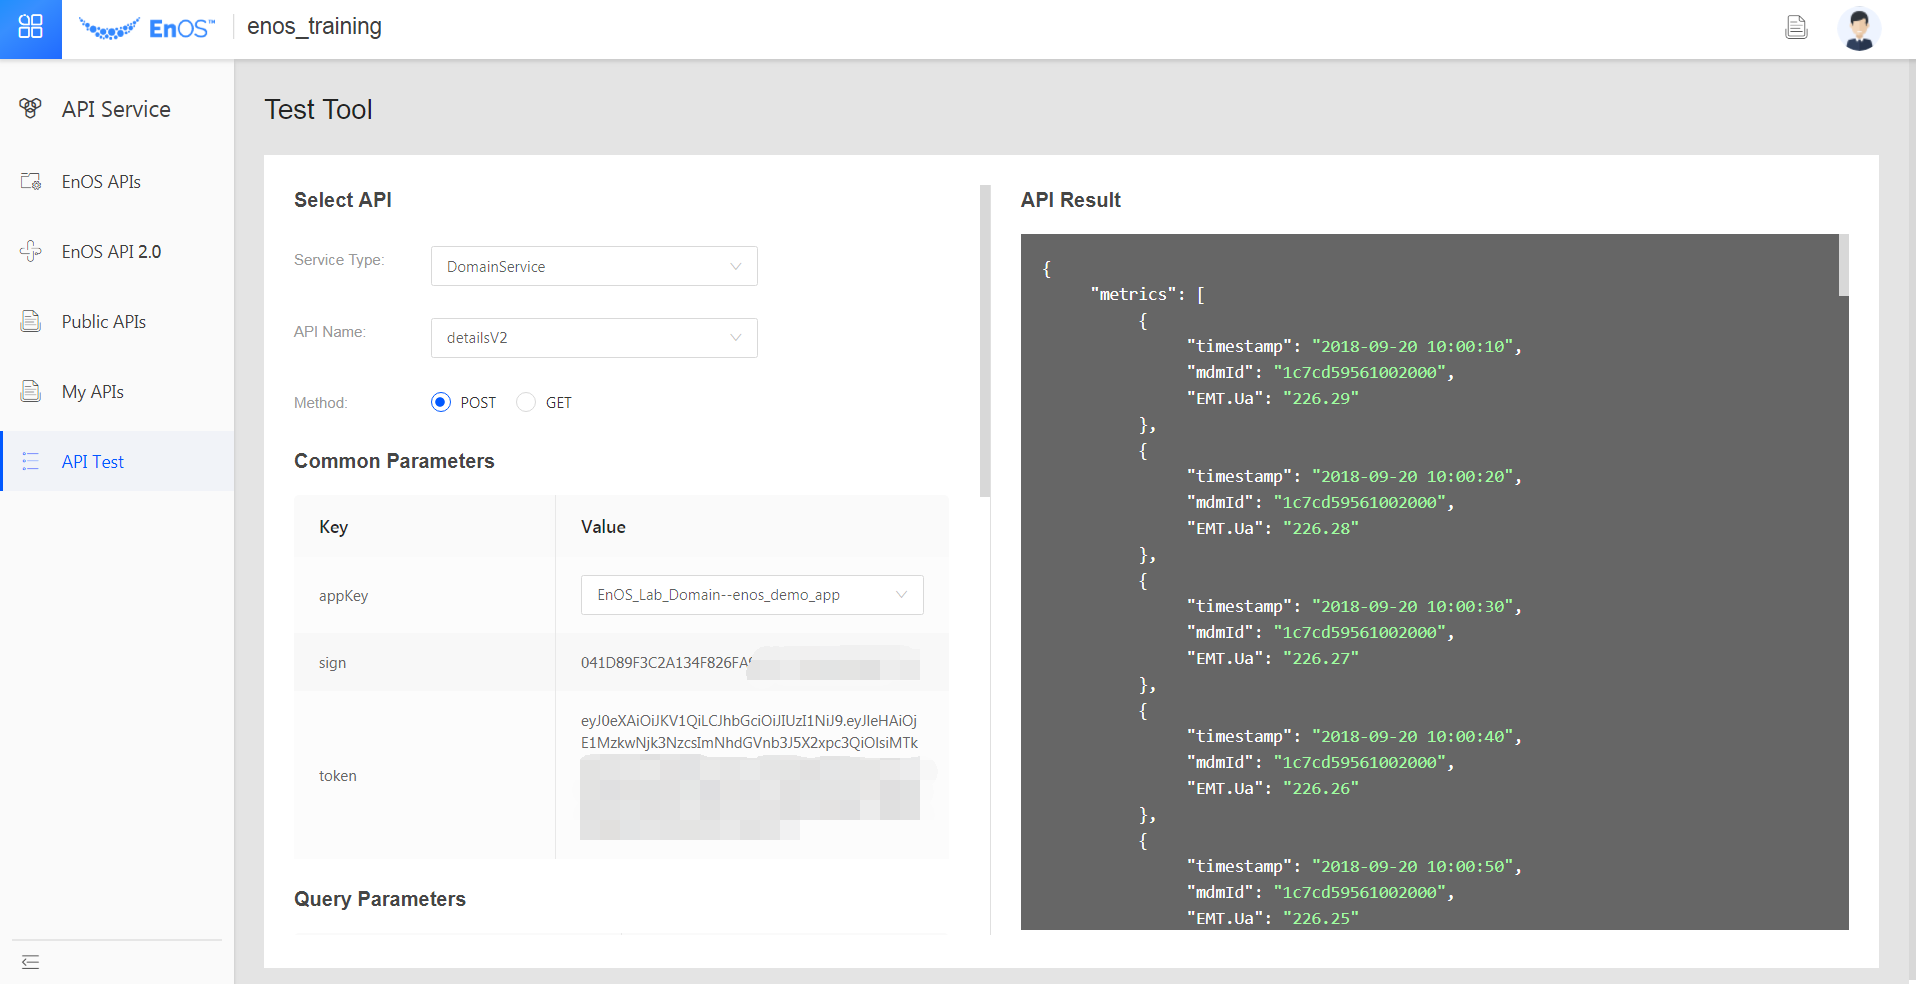 EnOS™
enos_training
API Service
EnOS APIs
EnOS API 2.0
Public APIs
My APIs
API Test
Test Tool
Select API
Service Type:
DomainService
API Name:
detailsV2
Method:
POST
GET
Common Parameters
Key
Value
appKey
EnOS_Lab_Domain--enos_demo_app
sign
041D89F3C2A134F826FA
token
eyJ0eXAiOiJKV1QiLCJhbGciOiJIUzI1NiJ9.eyJleHAiOj
E1MzkwNjk3NzcsImNhdGVnb3J5X2xpc3QiOlsiMTk
Query Parameters
API Result
{
"metrics": [
{
"timestamp": "2018-09-20 10:00:10",
"mdmId": "1c7cd59561002000",
"EMT.Ua": "226.29"
},
{
"timestamp": "2018-09-20 10:00:20",
"mdmId": "1c7cd59561002000",
"EMT.Ua": "226.28"
},
{
"timestamp": "2018-09-20 10:00:30",
"mdmId": "1c7cd59561002000",
"EMT.Ua": "226.27"
},
{
"timestamp": "2018-09-20 10:00:40",
"mdmId": "1c7cd59561002000",
"EMT.Ua": "226.26"
},
{
"timestamp": "2018-09-20 10:00:50",
"mdmId": "1c7cd59561002000",
"EMT.Ua": "226.25"